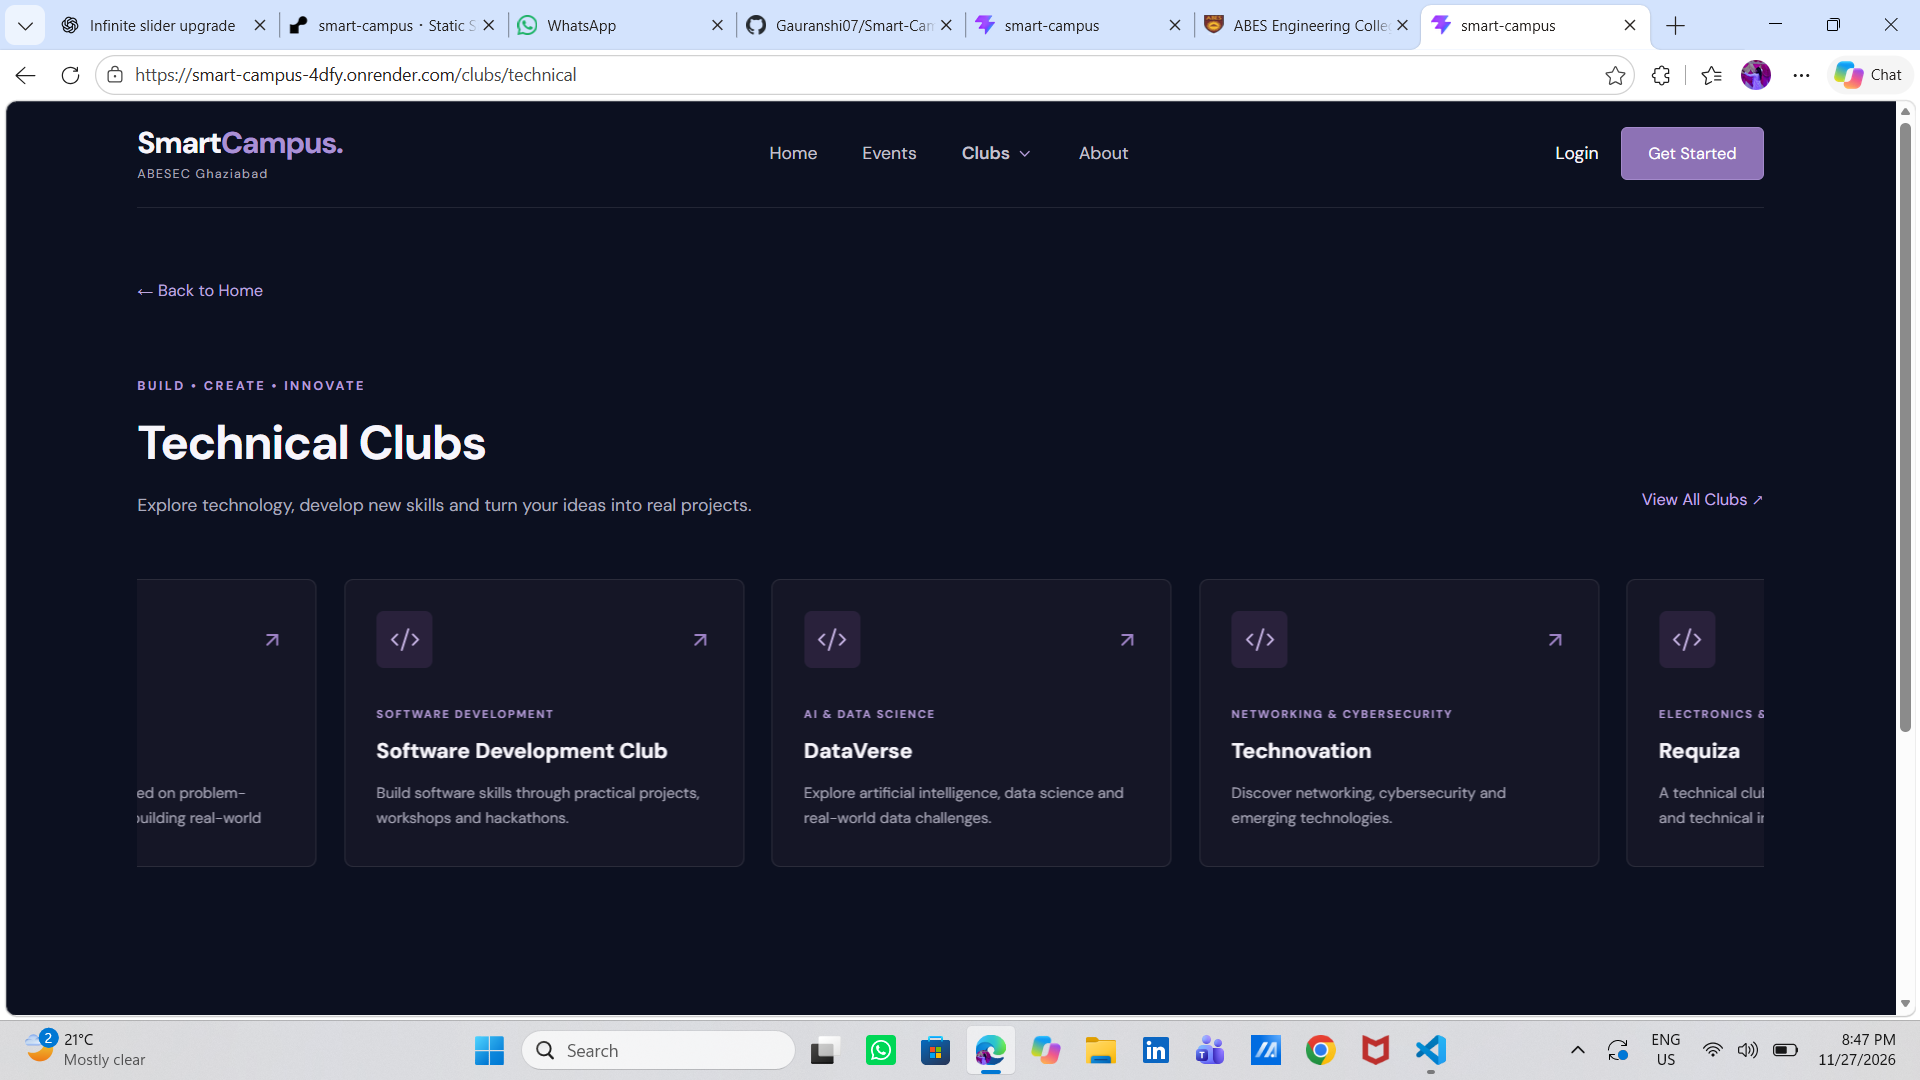 Infinite slider upgrade
smart-campus · Static S
WhatsApp
Gauranshi07/Smart-Cam
smart-campus
ABES Engineering Colle
smart-campus
https://smart-campus-4dfy.onrender.com/clubs/technical
Chat
SmartCampus.
ABESEC Ghaziabad
Home
Events
Clubs
About
Login
Get Started
← Back to Home
BUILD • CREATE • INNOVATE
Technical Clubs
Explore technology, develop new skills and turn your ideas into real projects.
View All Clubs ↗
ed on problem-
building real-world
</>
SOFTWARE DEVELOPMENT
Software Development Club
Build software skills through practical projects,
workshops and hackathons.
</>
AI & DATA SCIENCE
DataVerse
Explore artificial intelligence, data science and
real-world data challenges.
</>
NETWORKING & CYBERSECURITY
Technovation
Discover networking, cybersecurity and
emerging technologies.
</>
ELECTRONICS &
Requiza
A technical clul
and technical in
2
21°C
Mostly clear
Search
ENG
US
8:47 PM
11/27/2026